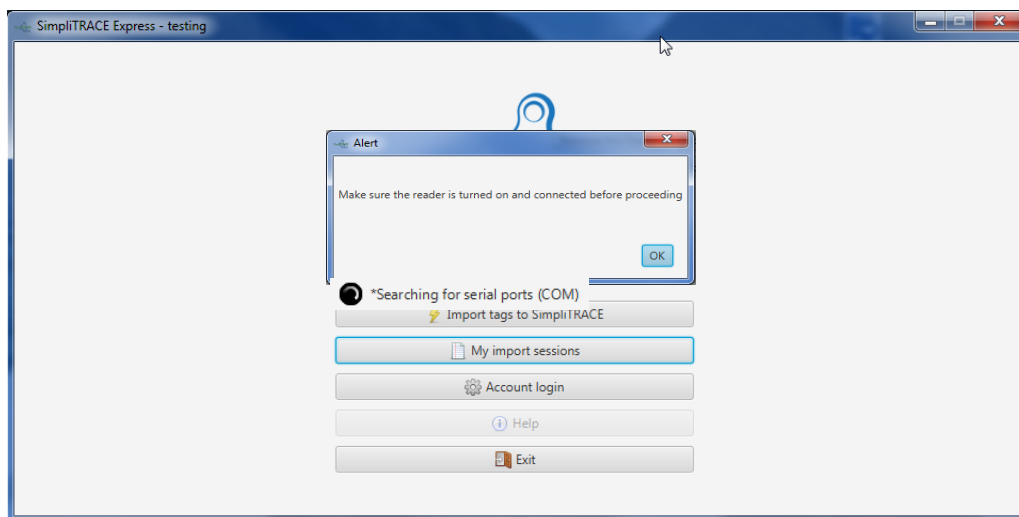 SimpliTRACE Express - testing
Alert
Make sure the reader is turned on and connected before proceeding
OK
*Searching for serial ports (COM)
Import tags to SimpliTRACE
My import sessions
Account login
Help
Exit